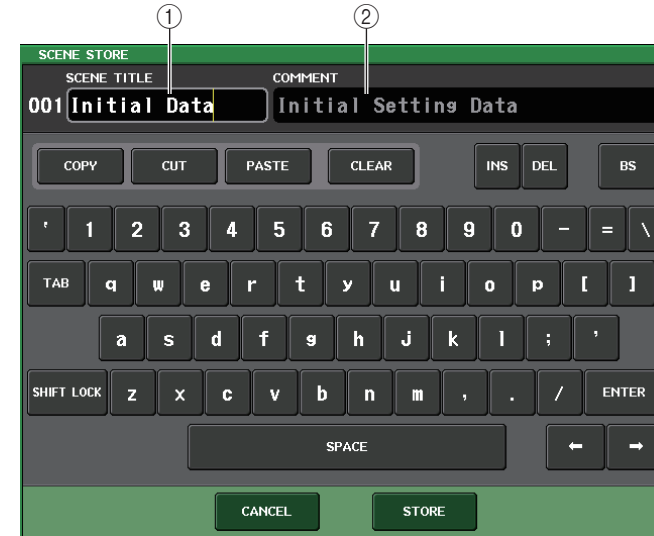 ① ②
SCENE STORE
SCENE TITLE COMMENT
001 Initial Data Initial Setting Data
COPY CUT PASTE CLEAR INS DEL BS
' 1 2 3 4 5 6 7 8 9 0 - = \
TAB q w e r t y u i o p [ ]
a s d f g h j k l ; '
SHIFT LOCK z x c v b n m , . / ENTER
SPACE ← →
CANCEL STORE